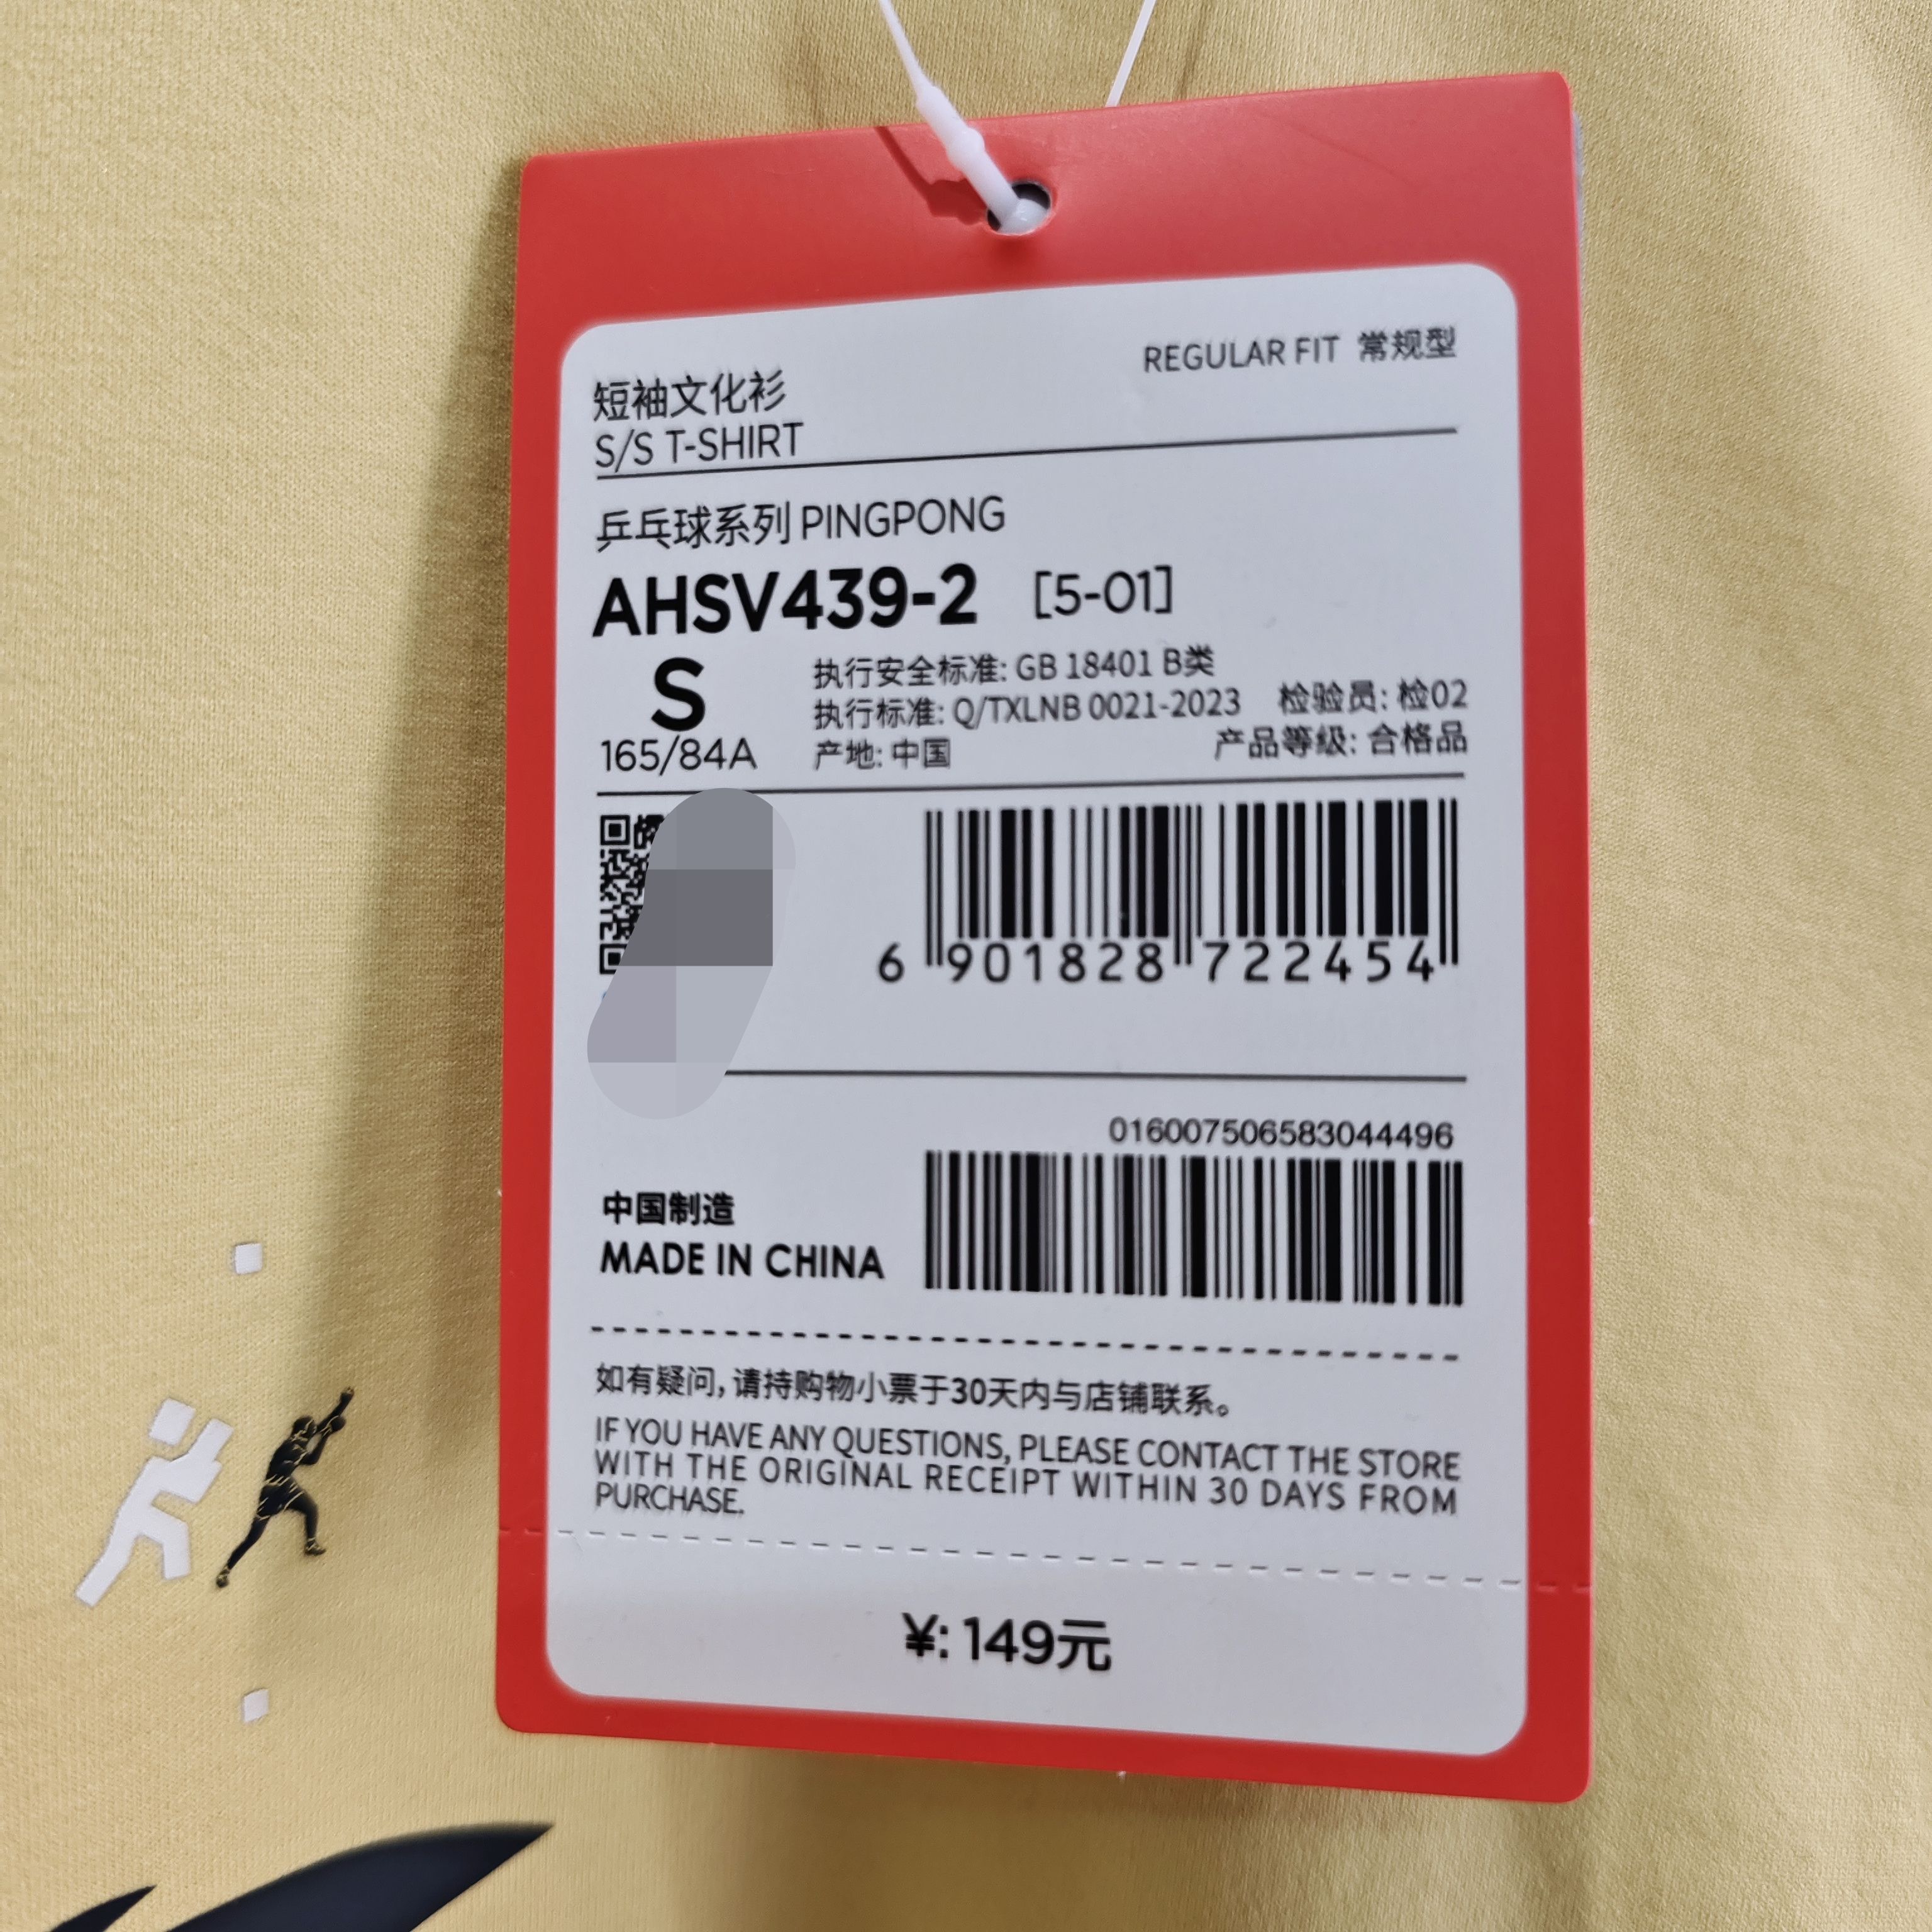 REGULAR FIT 常规型
短袖文化衫
S/S T-SHIRT
乒乓球系列 PINGPONG
AHSV439-2 [5-01]
S
165/84A
执行安全标准: GB 18401 B类
执行标准: Q/TXLNB 0021-2023 检验员: 检02
产地: 中国 产品等级: 合格品
6 901828 722454
016007506583044496
中国制造
MADE IN CHINA
如有疑问, 请持购物小票于30天内与店铺联系。
IF YOU HAVE ANY QUESTIONS, PLEASE CONTACT THE STORE
WITH THE ORIGINAL RECEIPT WITHIN 30 DAYS FROM
PURCHASE.
¥: 149元